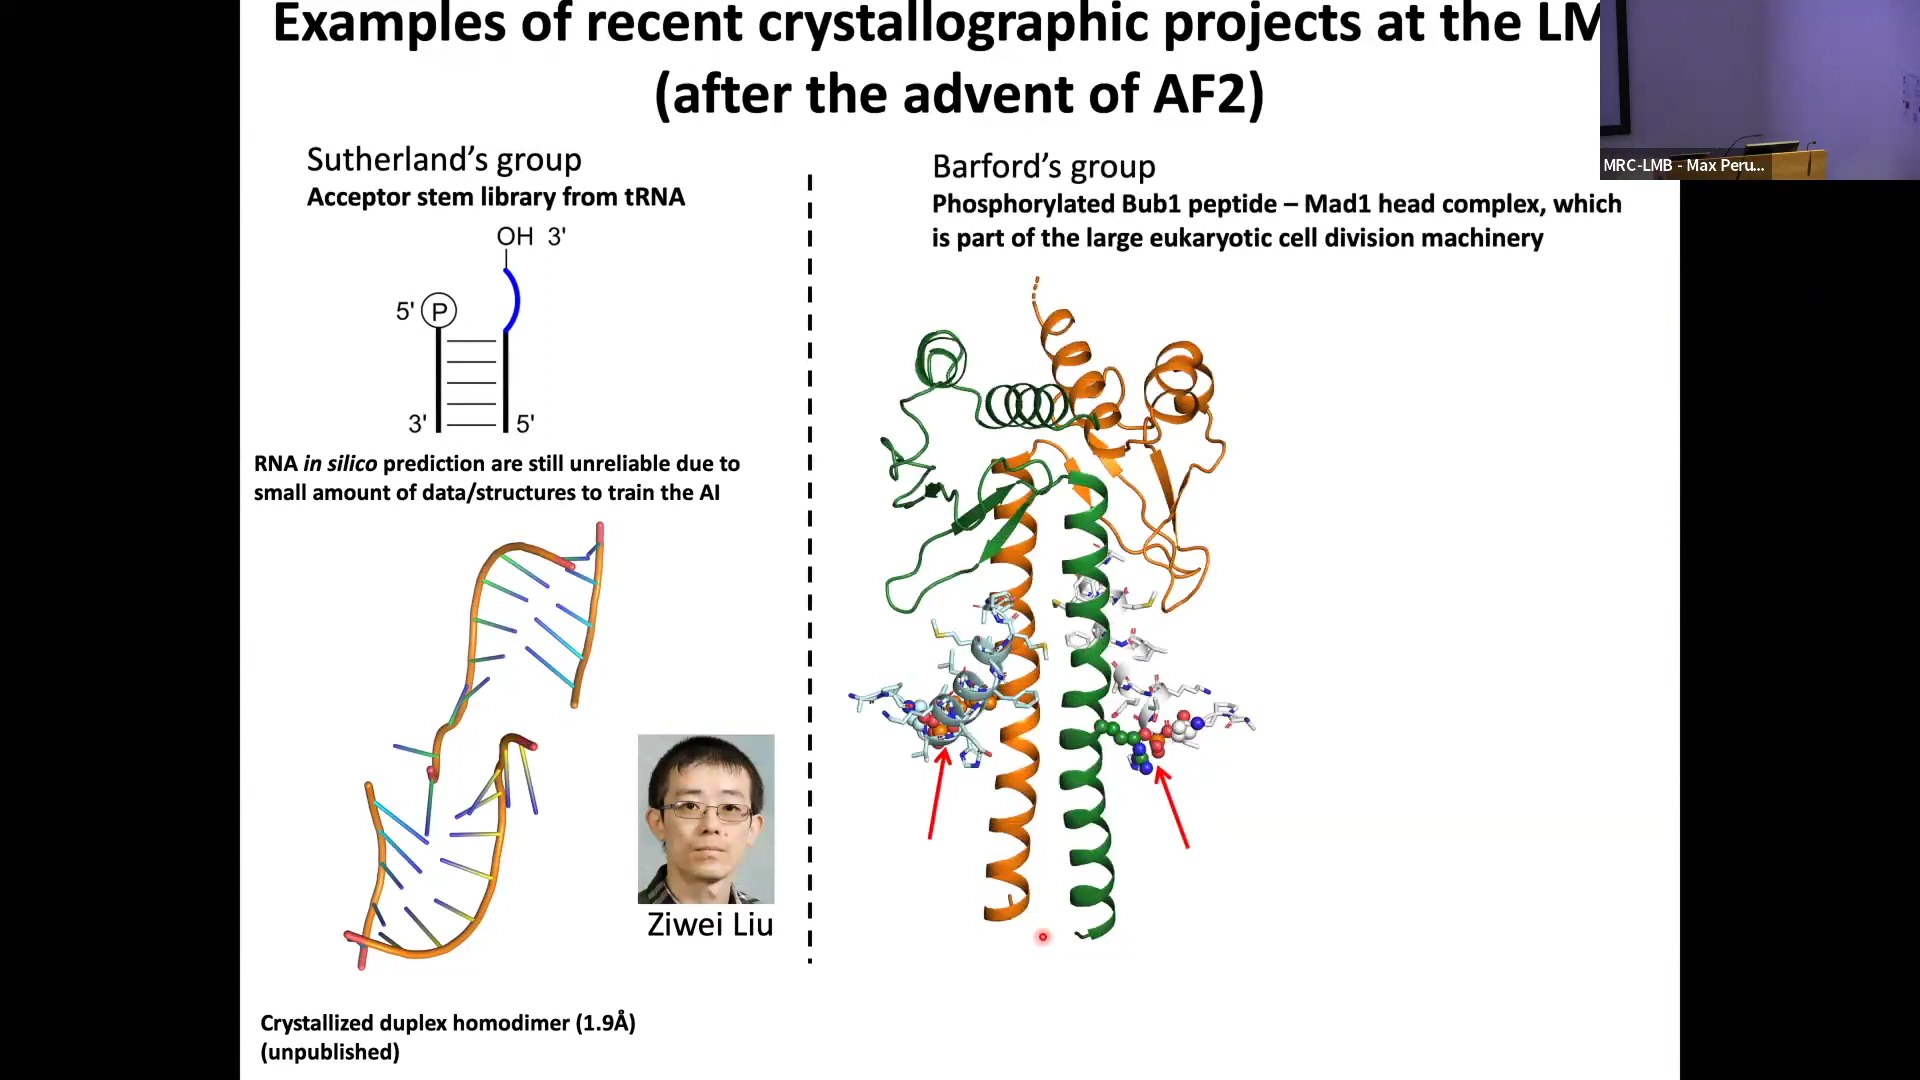 Examples of recent crystallographic projects at the LM
(after the advent of AF2)
MRC-LMB - Max Peru...
Sutherland’s group
Acceptor stem library from tRNA
OH 3'
5' P
3' 5'
RNA in silico prediction are still unreliable due to
small amount of data/structures to train the AI
Ziwei Liu
Crystallized duplex homodimer (1.9Å)
(unpublished)
Barford’s group
Phosphorylated Bub1 peptide – Mad1 head complex, which
is part of the large eukaryotic cell division machinery